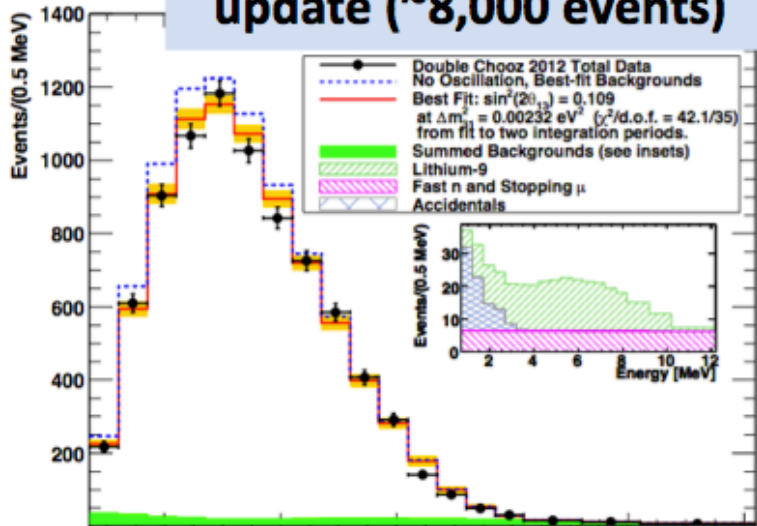 update (~8,000 events)
1400
1200
1000
800
600
400
200
Events/(0.5 MeV)
Double Chooz 2012 Total Data
No Oscillation, Best-fit Backgrounds
Best Fit: sin²(2θ₁₃) = 0.109
at Δm²₃₁ = 0.00232 eV² (χ²/d.o.f. = 42.1/35)
from fit to two integration periods.
Summed Backgrounds (see insets)
Lithium-9
Fast n and Stopping μ
Accidentals
Events/(0.5 MeV)
30
20
10
0
2 4 6 8 10 12
Energy [MeV]